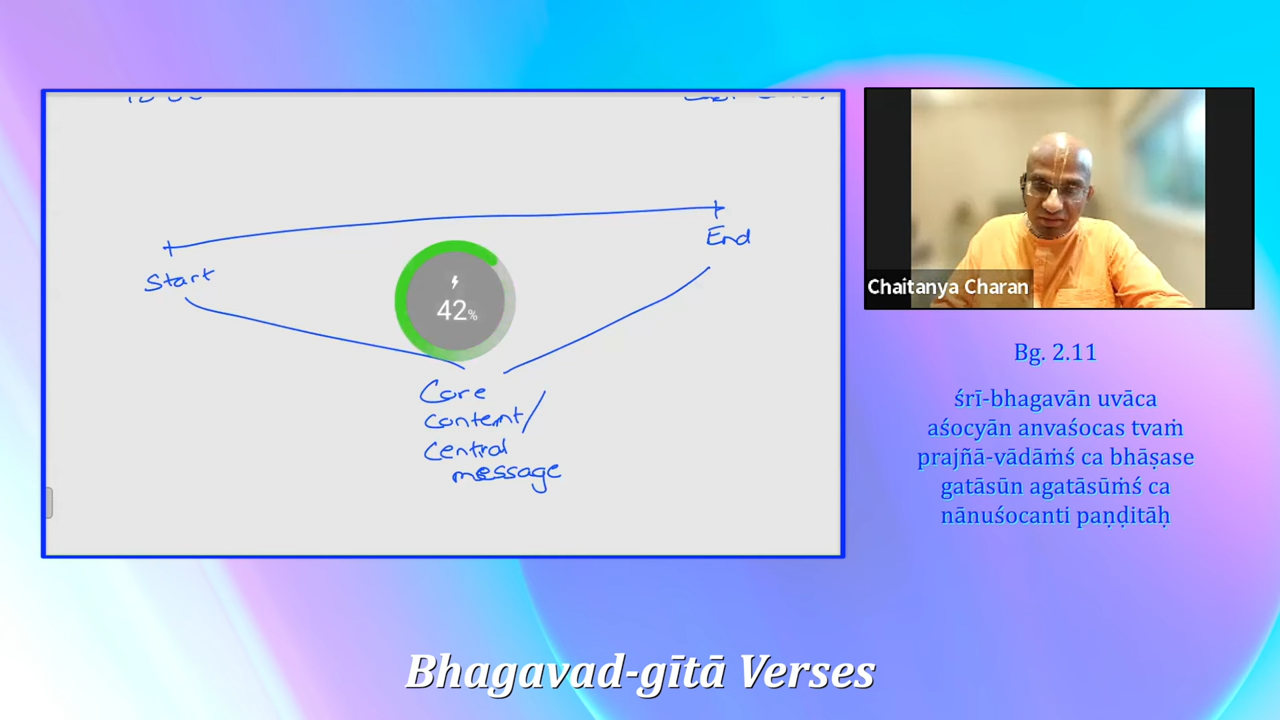 End
Start
42%
Core
content/
central
message
Chaitanya Charan
Bg. 2.11
śrī-bhagavān uvāca
aśocyān anvaśocas tvaṁ
prajñā-vādāṁś ca bhāṣase
gatāsūn agatāsūṁś ca
nānuśocanti paṇḍitāḥ
Bhagavad-gītā Verses